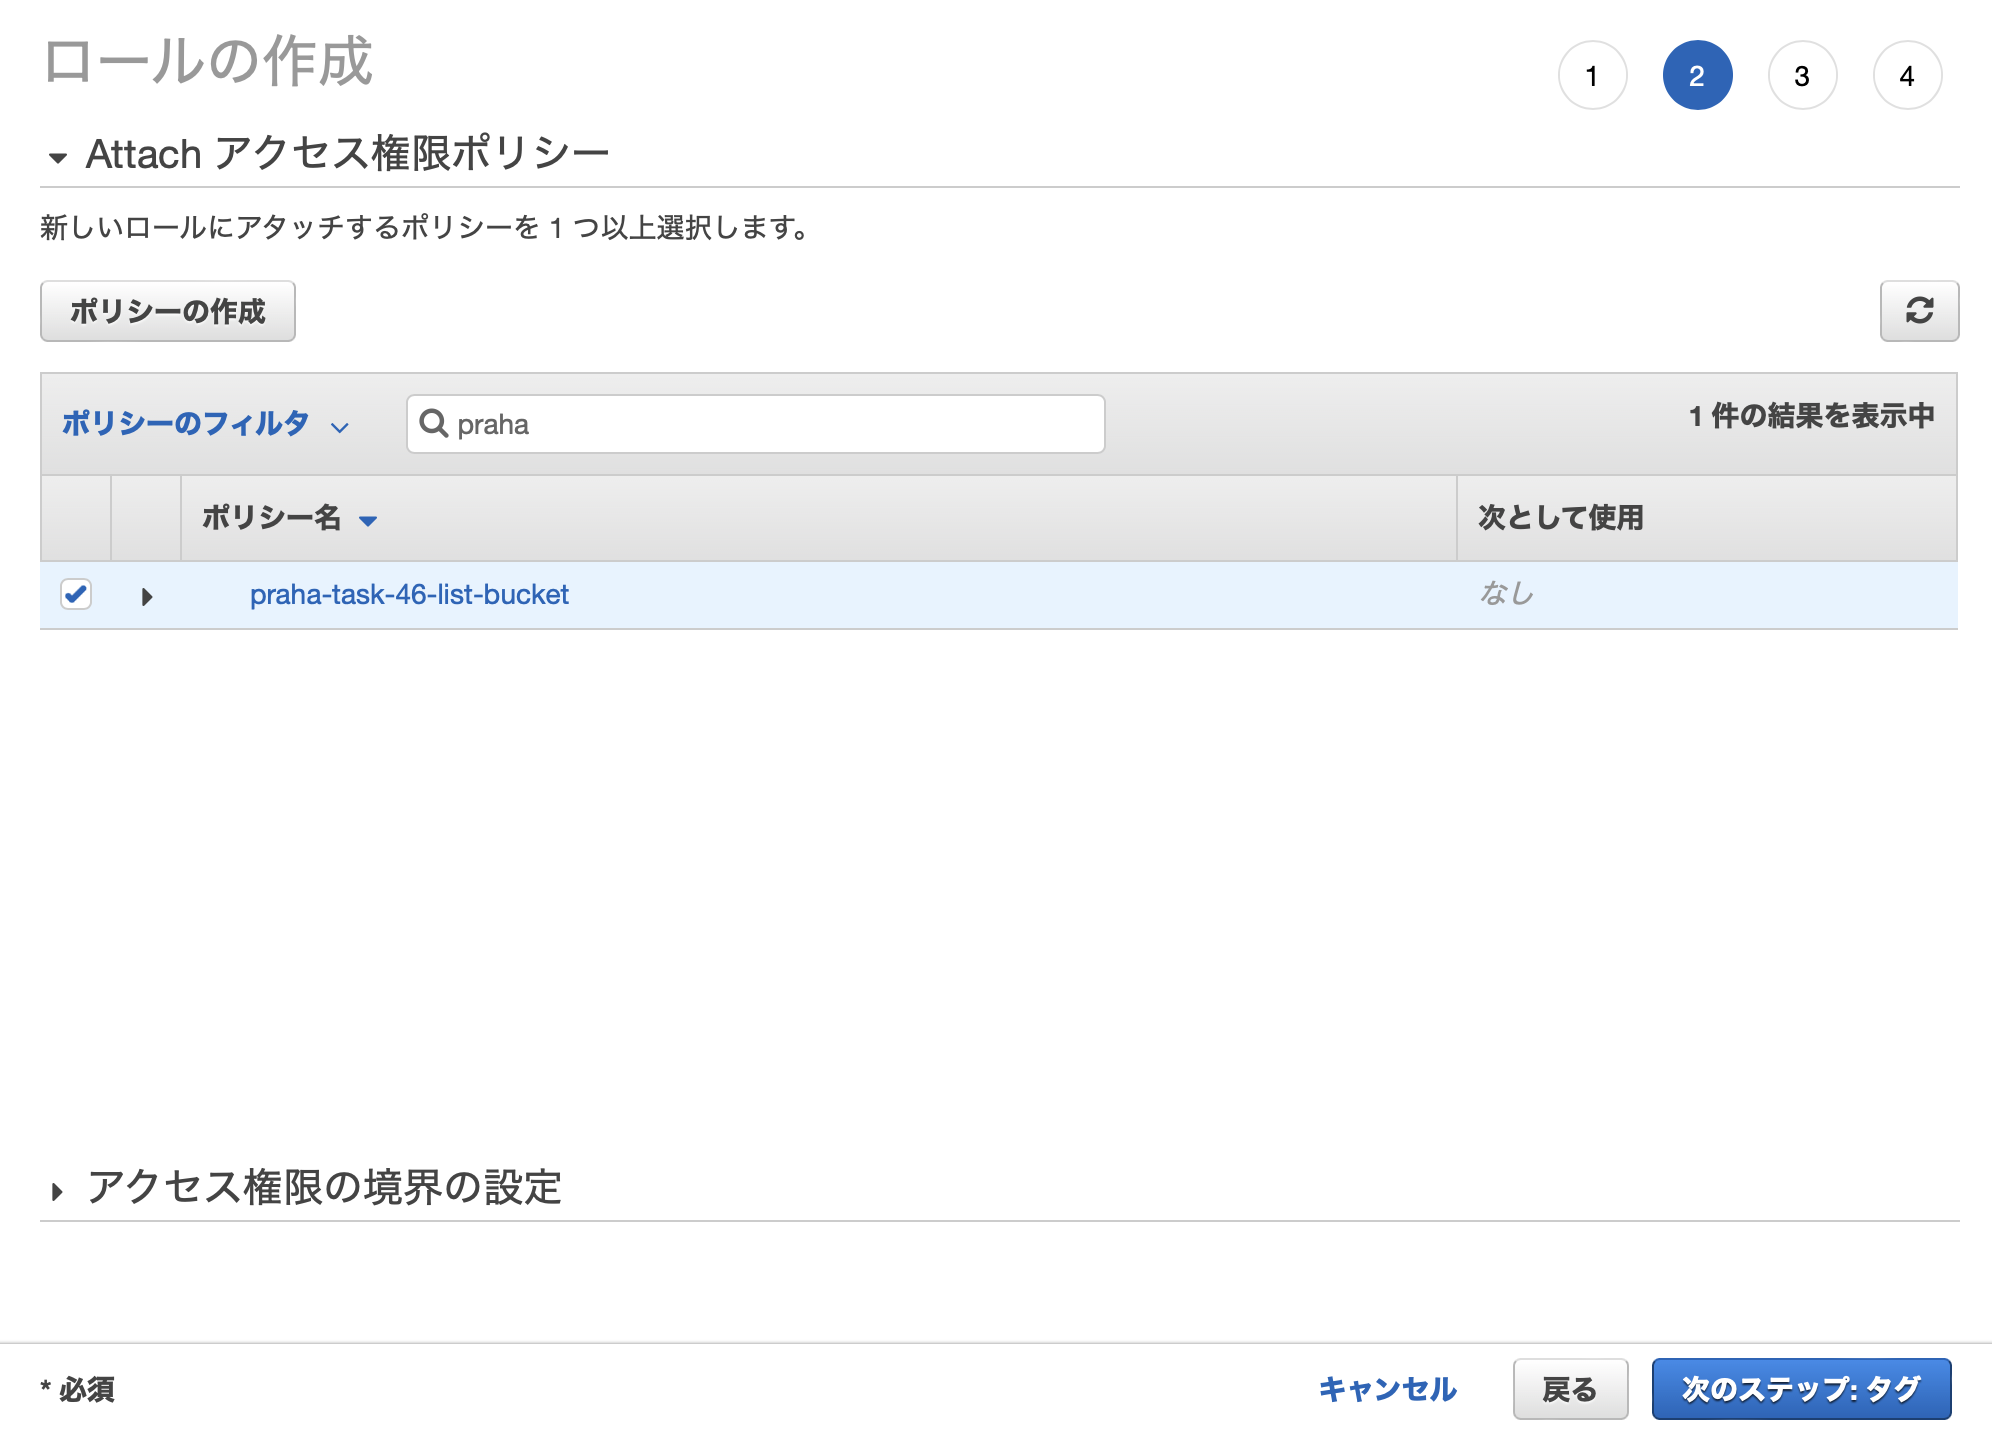 ロールの作成
1 2 3 4
Attach アクセス権限ポリシー
新しいロールにアタッチするポリシーを 1 つ以上選択します。
ポリシーの作成
ポリシーのフィルタ praha 1 件の結果を表示中
ポリシー名 次として使用
praha-task-46-list-bucket なし
アクセス権限の境界の設定
* 必須 キャンセル 戻る 次のステップ: タグ